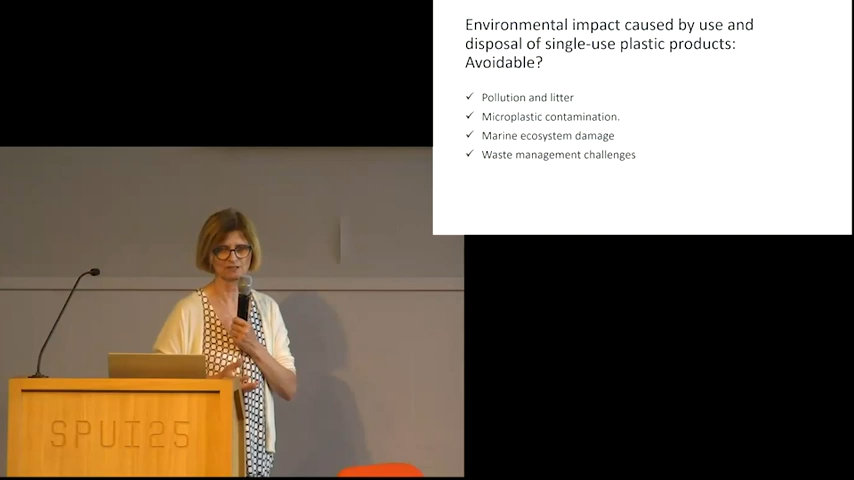 Environmental impact caused by use and
disposal of single-use plastic products:
Avoidable?
✓ Pollution and litter
✓ Microplastic contamination.
✓ Marine ecosystem damage
✓ Waste management challenges
SPUI25